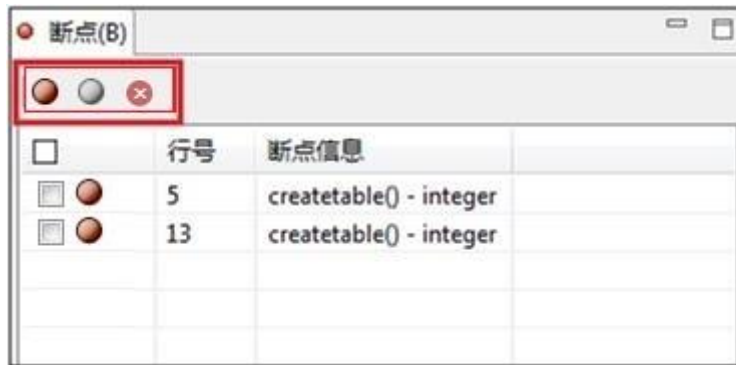 断点(B)
行号 断点信息
5 createtable() - integer
13 createtable() - integer